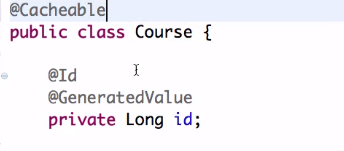 @Cacheable
public class Course {
@Id
@GeneratedValue
private Long id;